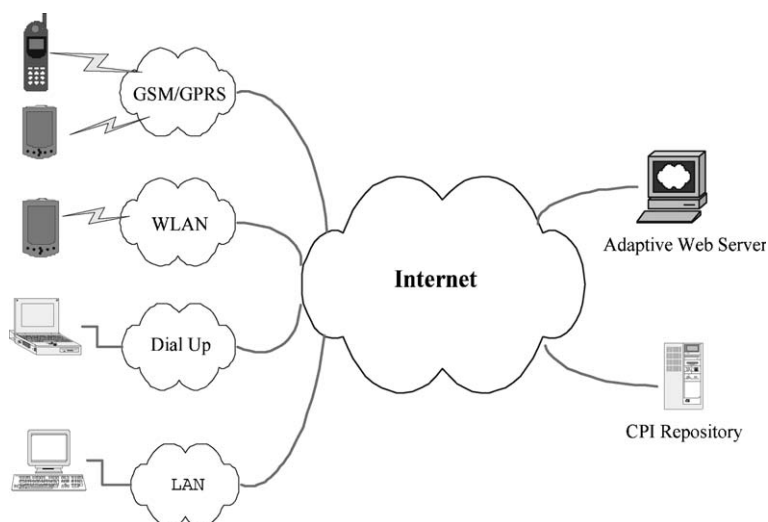 GSM/GPRS
WLAN
Dial Up
LAN
Internet
Adaptive Web Server
CPI Repository